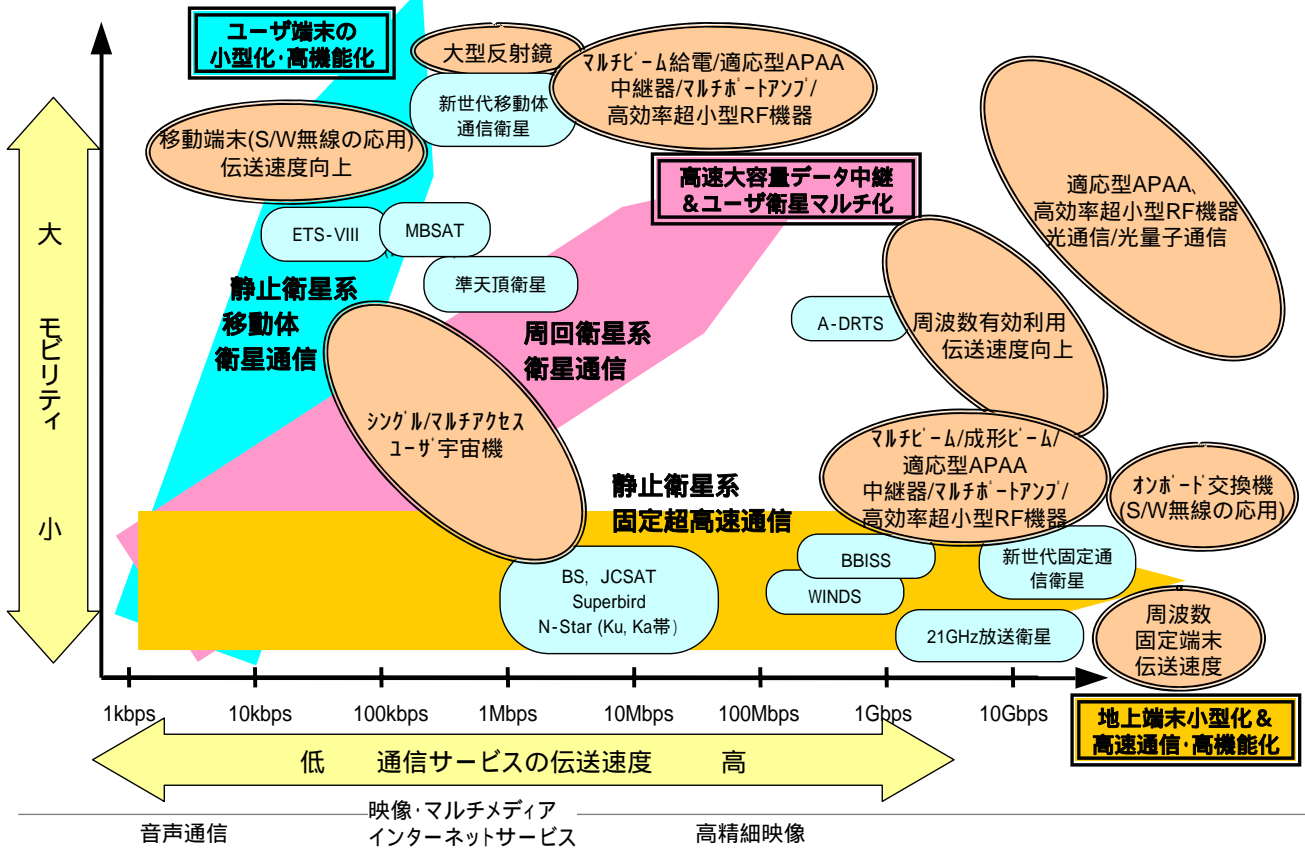 ユーザ端末の
小型化・高機能化
大型反射鏡
マルチビーム給電/適応型APAA
中継器/マルチポートアンプ/
高効率超小型RF機器
新世代移動体
通信衛星
移動端末(S/W無線の応用)
伝送速度向上
高速大容量データ中継
&ユーザ衛星マルチ化
適応型APAA、
高効率超小型RF機器
光通信/光量子通信
ETS-VIII
MBSAT
準天頂衛星
静止衛星系
移動体
衛星通信
周回衛星系
衛星通信
A-DRTS
周波数有効利用
伝送速度向上
シングル/マルチアクセス
ユーザ宇宙機
マルチビーム/成形ビーム/
適応型APAA
中継器/マルチポートアンプ/
高効率超小型RF機器
オンボード交換機
(S/W無線の応用)
静止衛星系
固定超高速通信
BS, JCSAT
Superbird
N-Star (Ku, Ka帯)
BBISS
WINDS
新世代固定通
信衛星
21GHz放送衛星
周波数
固定端末
伝送速度
大 モビリティ 小
1kbps 10kbps 100kbps 1Mbps 10Mbps 100Mbps 1Gbps 10Gbps
地上端末小型化&
高速通信・高機能化
低 通信サービスの伝送速度 高
音声通信
映像・マルチメディア
インターネットサービス
高精細映像